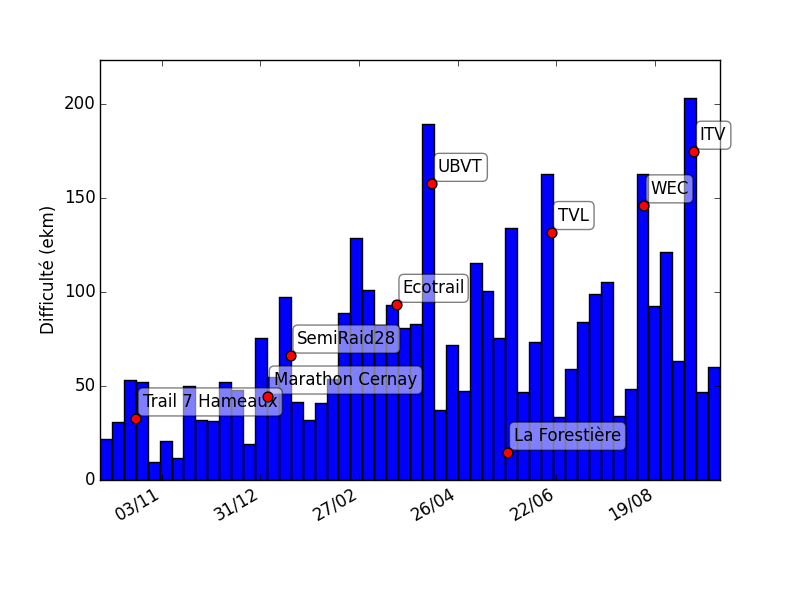 Difficulté (ekm)
200
150
100
50
0
ITV
UBVT
WEC
TVL
Ecotrail
SemiRaid28
Marathon Cernay
Trail 7 Hameaux
La Forestière
03/11
31/12
27/02
26/04
22/06
19/08